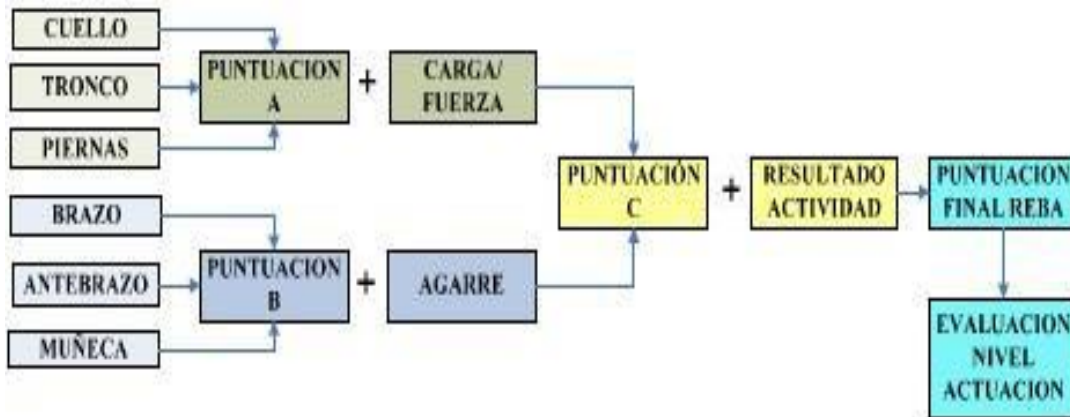 CUELLO
TRONCO
PIERNAS
PUNTUACION
A
+
CARGA/
FUERZA
BRAZO
ANTEBRAZO
MUÑECA
PUNTUACION
B
+
AGARRE
PUNTUACIÓN
C
+
RESULTADO
ACTIVIDAD
PUNTUACION
FINAL REBA
EVALUACION
NIVEL
ACTUACION